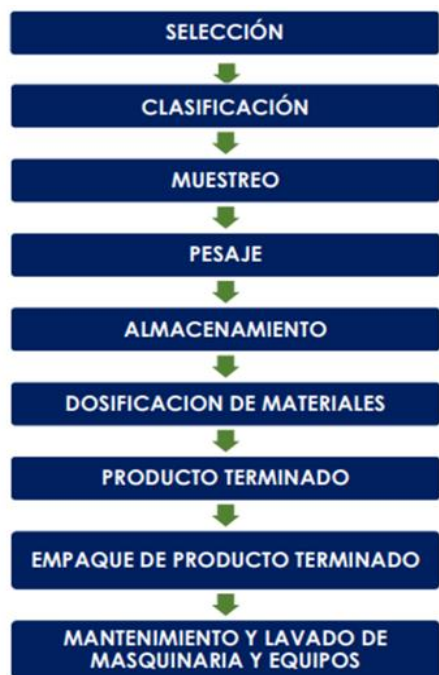 SELECCIÓN
CLASIFICACIÓN
MUESTREO
PESAJE
ALMACENAMIENTO
DOSIFICACION DE MATERIALES
PRODUCTO TERMINADO
EMPAQUE DE PRODUCTO TERMINADO
MANTENIMIENTO Y LAVADO DE
MASQUINARIA Y EQUIPOS